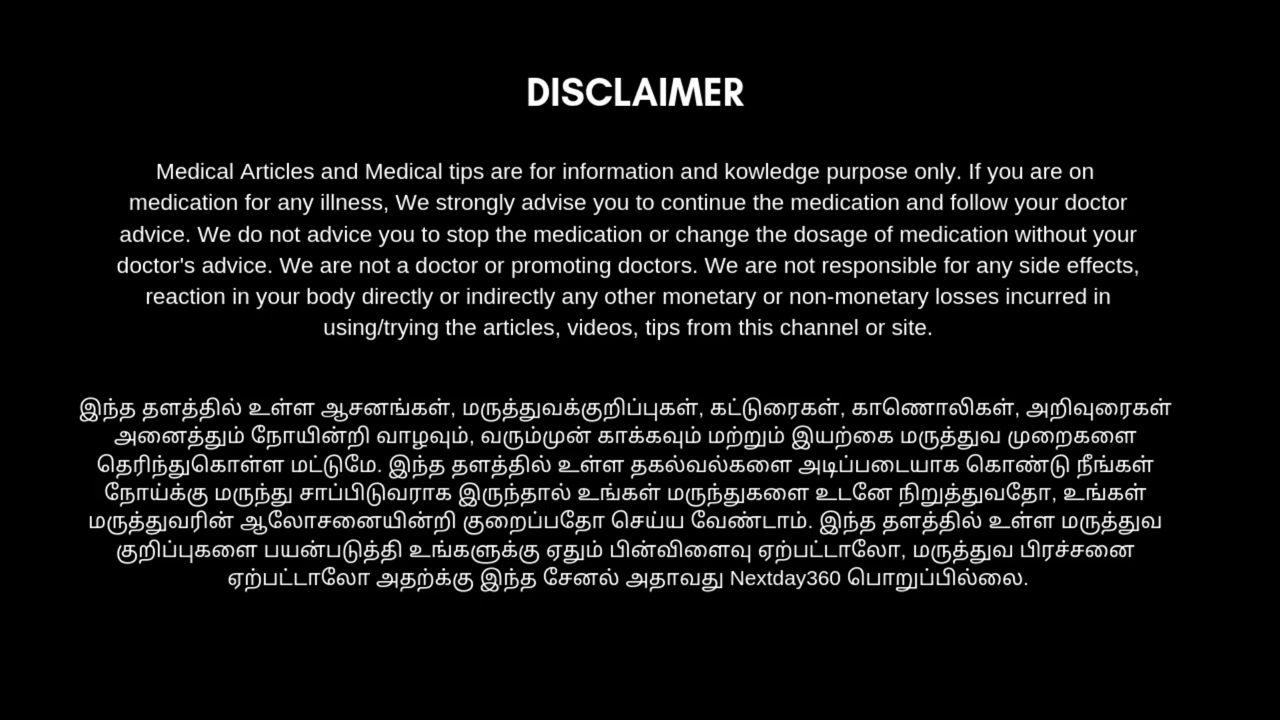 DISCLAIMER
Medical Articles and Medical tips are for information and kowledge purpose only. If you are on
medication for any illness, We strongly advise you to continue the medication and follow your doctor
advice. We do not advice you to stop the medication or change the dosage of medication without your
doctor's advice. We are not a doctor or promoting doctors. We are not responsible for any side effects,
reaction in your body directly or indirectly any other monetary or non-monetary losses incurred in
using/trying the articles, videos, tips from this channel or site.
இந்த தளத்தில் உள்ள ஆசனங்கள், மருத்துவக்குறிப்புகள், கட்டுரைகள், காணொலிகள், அறிவுரைகள்
அனைத்தும் நோயின்றி வாழவும், வரும்முன் காக்கவும் மற்றும் இயற்கை மருத்துவ முறைகளை
தெரிந்துகொள்ள மட்டுமே. இந்த தளத்தில் உள்ள தகல்வல்களை அடிப்படையாக கொண்டு நீங்கள்
நோய்க்கு மருந்து சாப்பிடுவராக இருந்தால் உங்கள் மருந்துகளை உடனே நிறுத்துவதோ, உங்கள்
மருத்துவரின் ஆலோசனையின்றி குறைப்பதோ செய்ய வேண்டாம். இந்த தளத்தில் உள்ள மருத்துவ
குறிப்புகளை பயன்படுத்தி உங்களுக்கு ஏதும் பின்விளைவு ஏற்பட்டாலோ, மருத்துவ பிரச்சனை
ஏற்பட்டாலோ அதற்க்கு இந்த சேனல் அதாவது Nextday360 பொறுப்பில்லை.